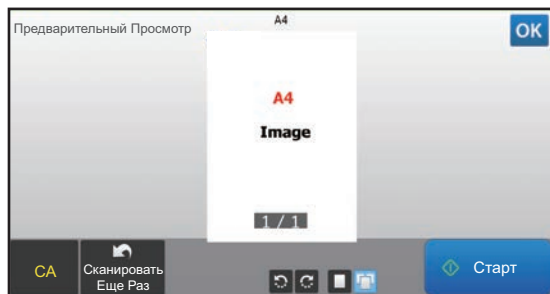 Предварительный Просмотр
A4
OK
A4
Image
1 / 1
CA
Сканировать
Еще Раз
Старт